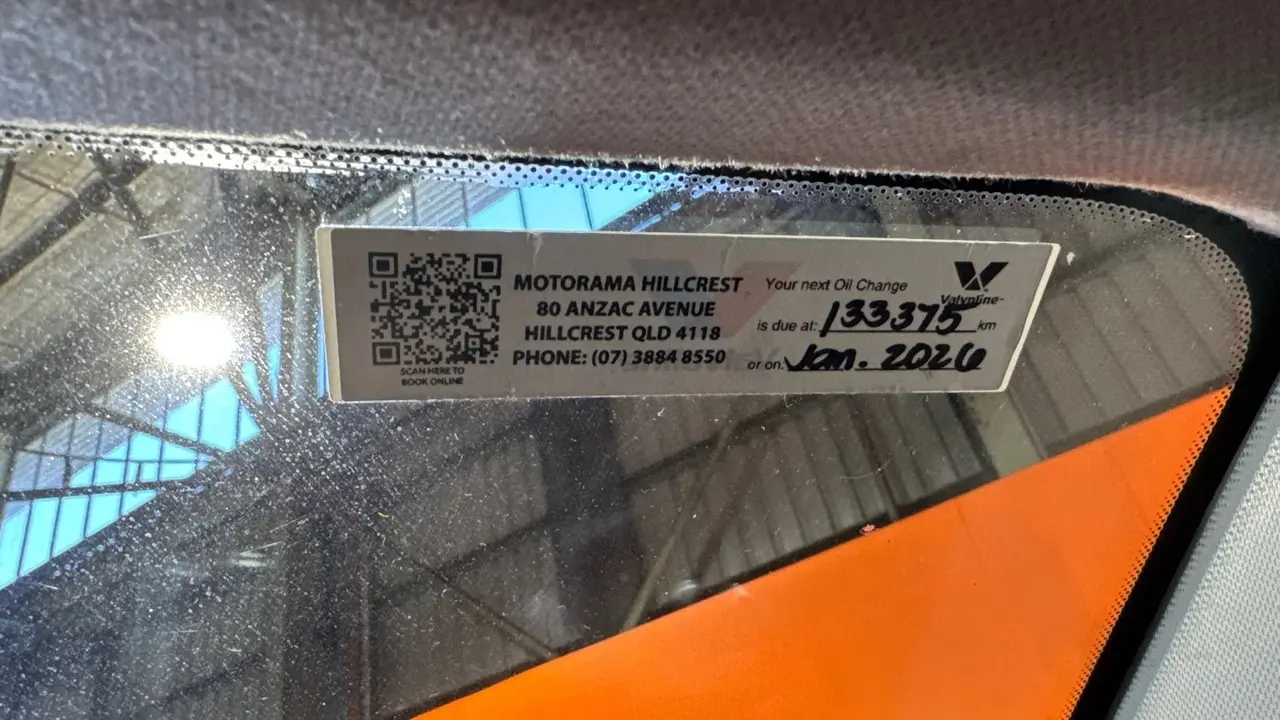 MOTORAMA HILLCREST
80 ANZAC AVENUE
HILLCREST QLD 4118
PHONE: (07) 3884 8550
SCAN HERE TO
BOOK ONLINE
Your next Oil Change
is due at: 133375 km
or on: Jan. 2026
Valvoline